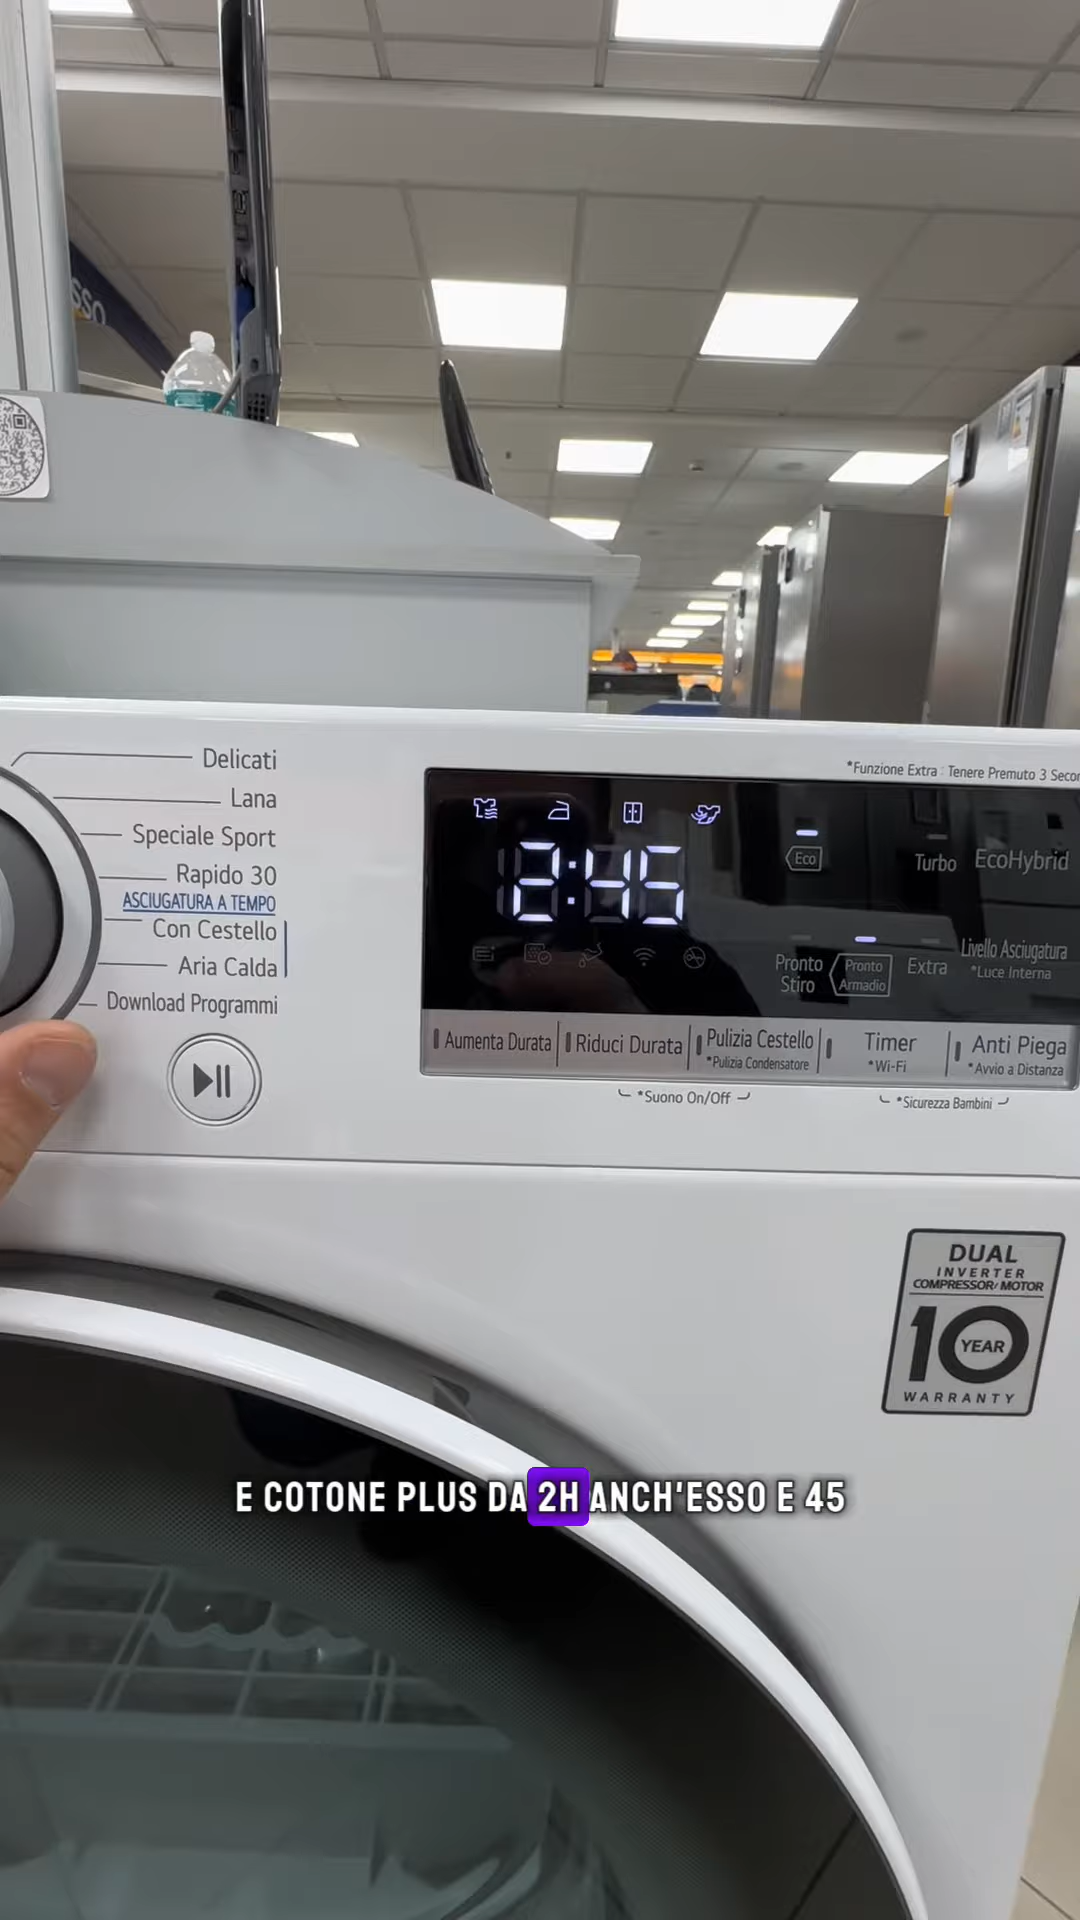 SSO
Delicati
Lana
Speciale Sport
Rapido 30
ASCIUGATURA A TEMPO
Con Cestello
Aria Calda
Download Programmi
*Funzione Extra : Tenere Premuto 3 Secon
2:45
Eco
Turbo
EcoHybrid
Pronto Stiro
Pronto Armadio
Extra
Livello Asciugatura
*Luce Interna
Aumenta Durata
Riduci Durata
Pulizia Cestello
*Pulizia Condensatore
Timer
*Wi-Fi
Anti Piega
*Avvio a Distanza
*Suono On/Off
*Sicurezza Bambini
DUAL
INVERTER
COMPRESSOR/MOTOR
10
YEAR
WARRANTY
E COTONE PLUS DA 2H ANCH'ESSO E 45